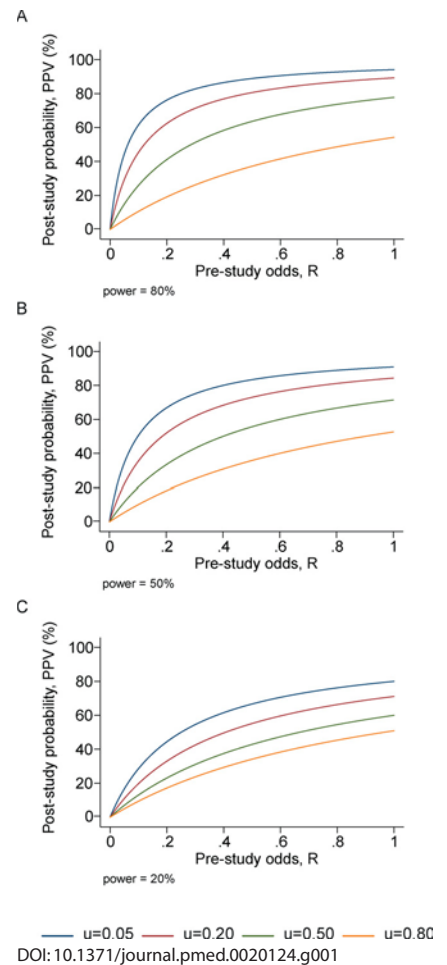 A
Post-study probability, PPV (%)
100
80
60
40
20
0
0 .2 .4 .6 .8 1
Pre-study odds, R
power = 80%
B
Post-study probability, PPV (%)
100
80
60
40
20
0
0 .2 .4 .6 .8 1
Pre-study odds, R
power = 50%
C
Post-study probability, PPV (%)
100
80
60
40
20
0
0 .2 .4 .6 .8 1
Pre-study odds, R
power = 20%
u=0.05 u=0.20 u=0.50 u=0.80
DOI: 10.1371/journal.pmed.0020124.g001